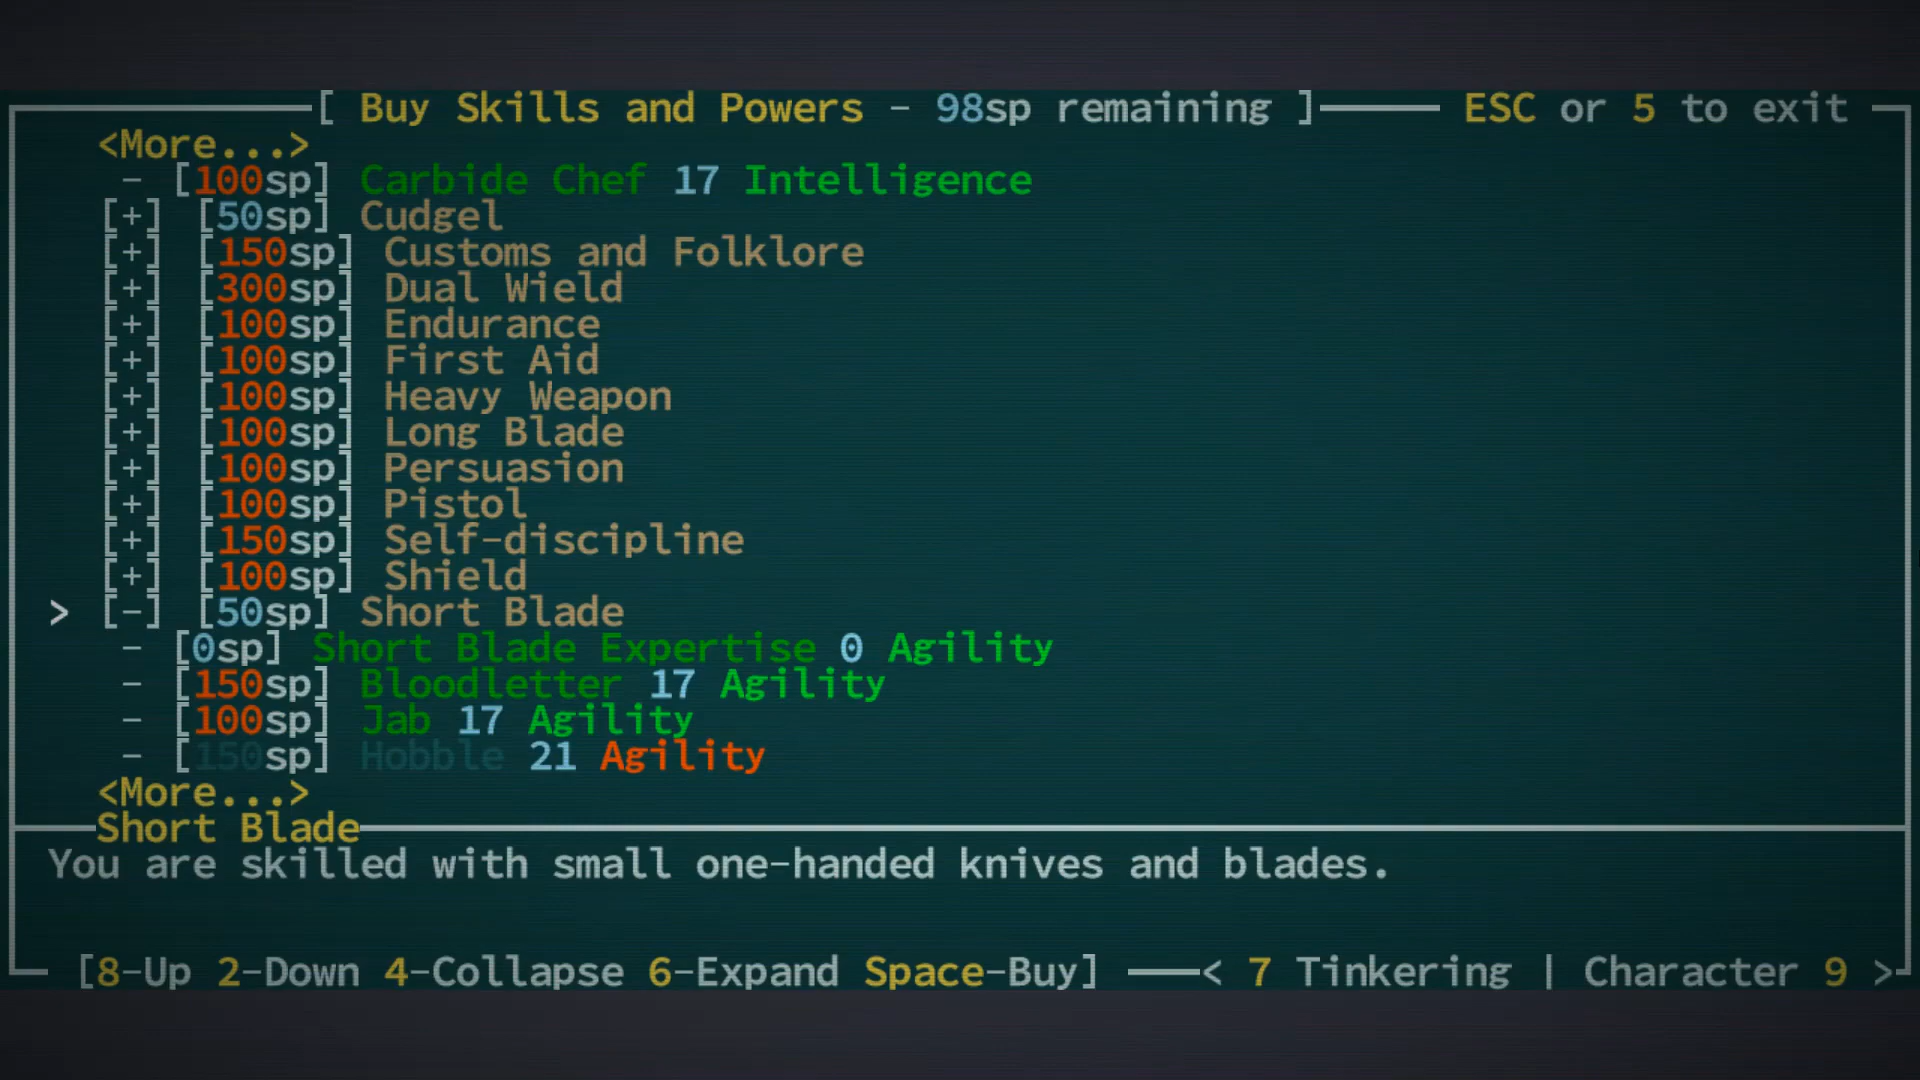 [ Buy Skills and Powers - 98sp remaining ] ESC or 5 to exit
<More...>
- [100sp] Carbide Chef 17 Intelligence
[+] [50sp] Cudgel
[+] [150sp] Customs and Folklore
[+] [300sp] Dual Wield
[+] [100sp] Endurance
[+] [100sp] First Aid
[+] [100sp] Heavy Weapon
[+] [100sp] Long Blade
[+] [100sp] Persuasion
[+] [100sp] Pistol
[+] [150sp] Self-discipline
[+] [100sp] Shield
> [-] [50sp] Short Blade
- [0sp] Short Blade Expertise 0 Agility
- [150sp] Bloodletter 17 Agility
- [100sp] Jab 17 Agility
- [150sp] Hobble 21 Agility
<More...>
Short Blade
You are skilled with small one-handed knives and blades.
[8-Up 2-Down 4-Collapse 6-Expand Space-Buy] < 7 Tinkering | Character 9 >